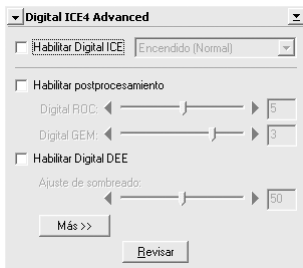 Digital ICE4 Advanced
Habilitar Digital ICE Encendido (Normal)
Habilitar postprocesamiento
Digital ROC: 5
Digital GEM: 3
Habilitar Digital DEE
Ajuste de sombreado:
50
Más >>
Revisar